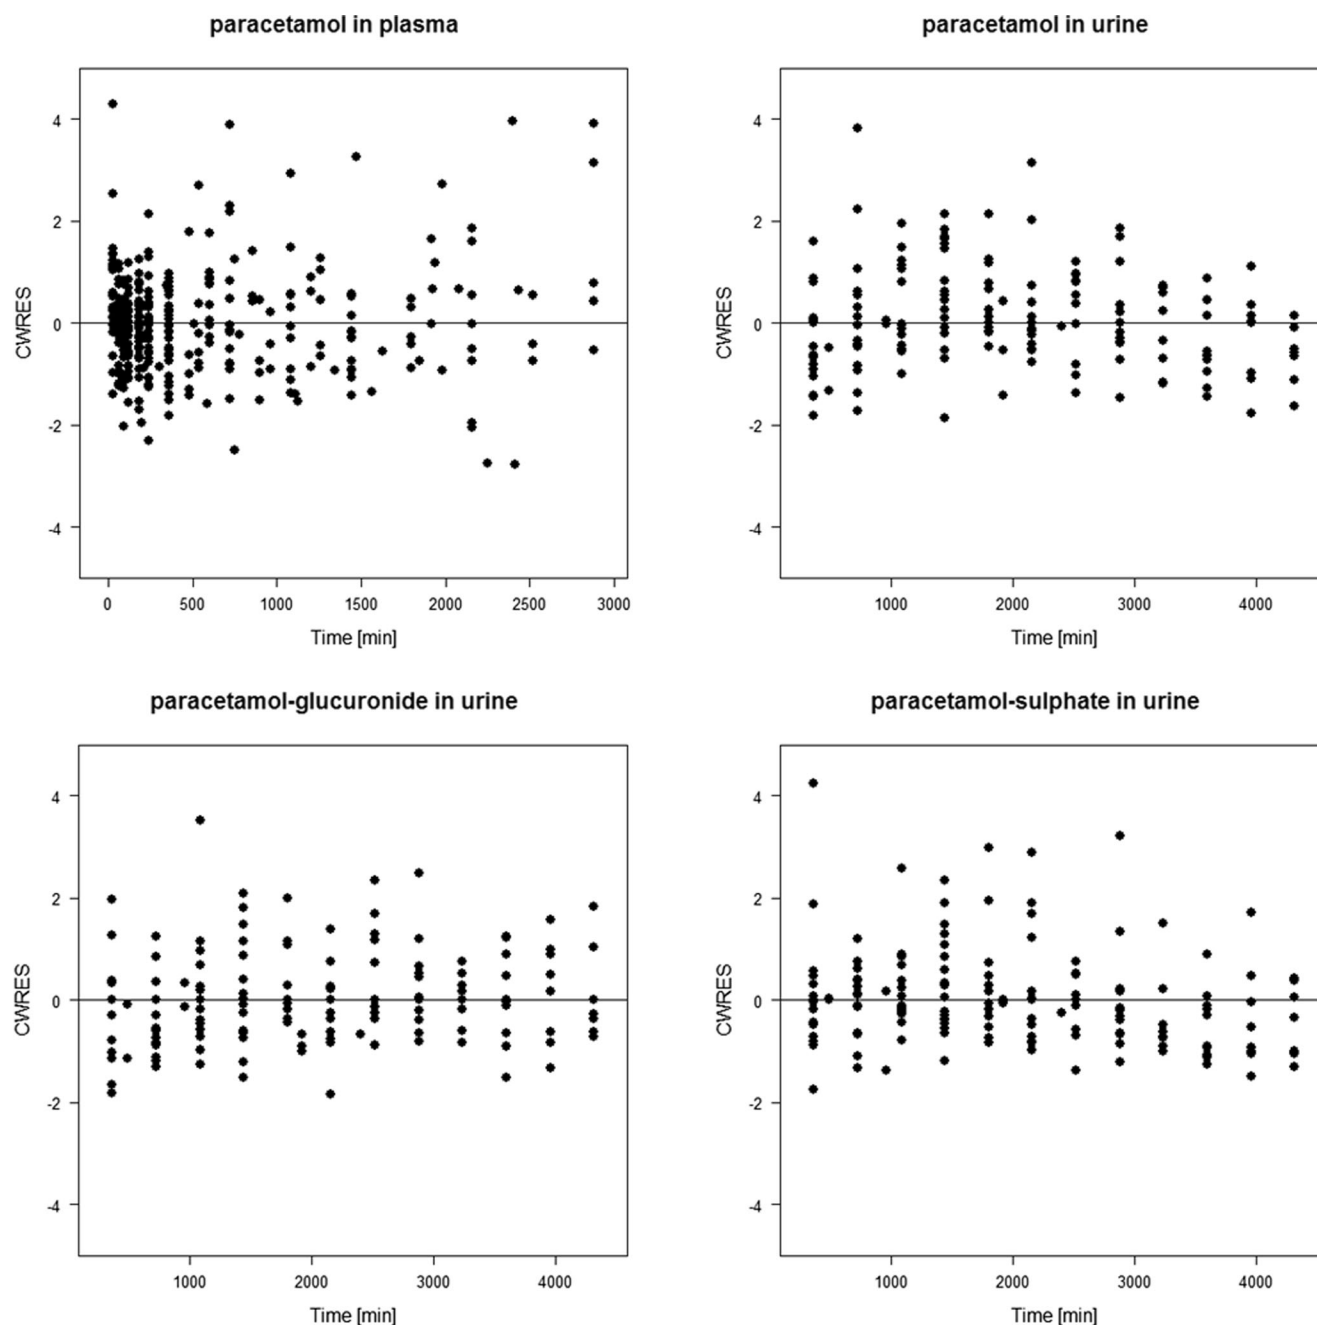 paracetamol in plasma
CWRES
4
2
0
-2
-4
0 500 1000 1500 2000 2500 3000
Time [min]
paracetamol in urine
CWRES
4
2
0
-2
-4
1000 2000 3000 4000
Time [min]
paracetamol-glucuronide in urine
CWRES
4
2
0
-2
-4
1000 2000 3000 4000
Time [min]
paracetamol-sulphate in urine
CWRES
4
2
0
-2
-4
1000 2000 3000 4000
Time [min]